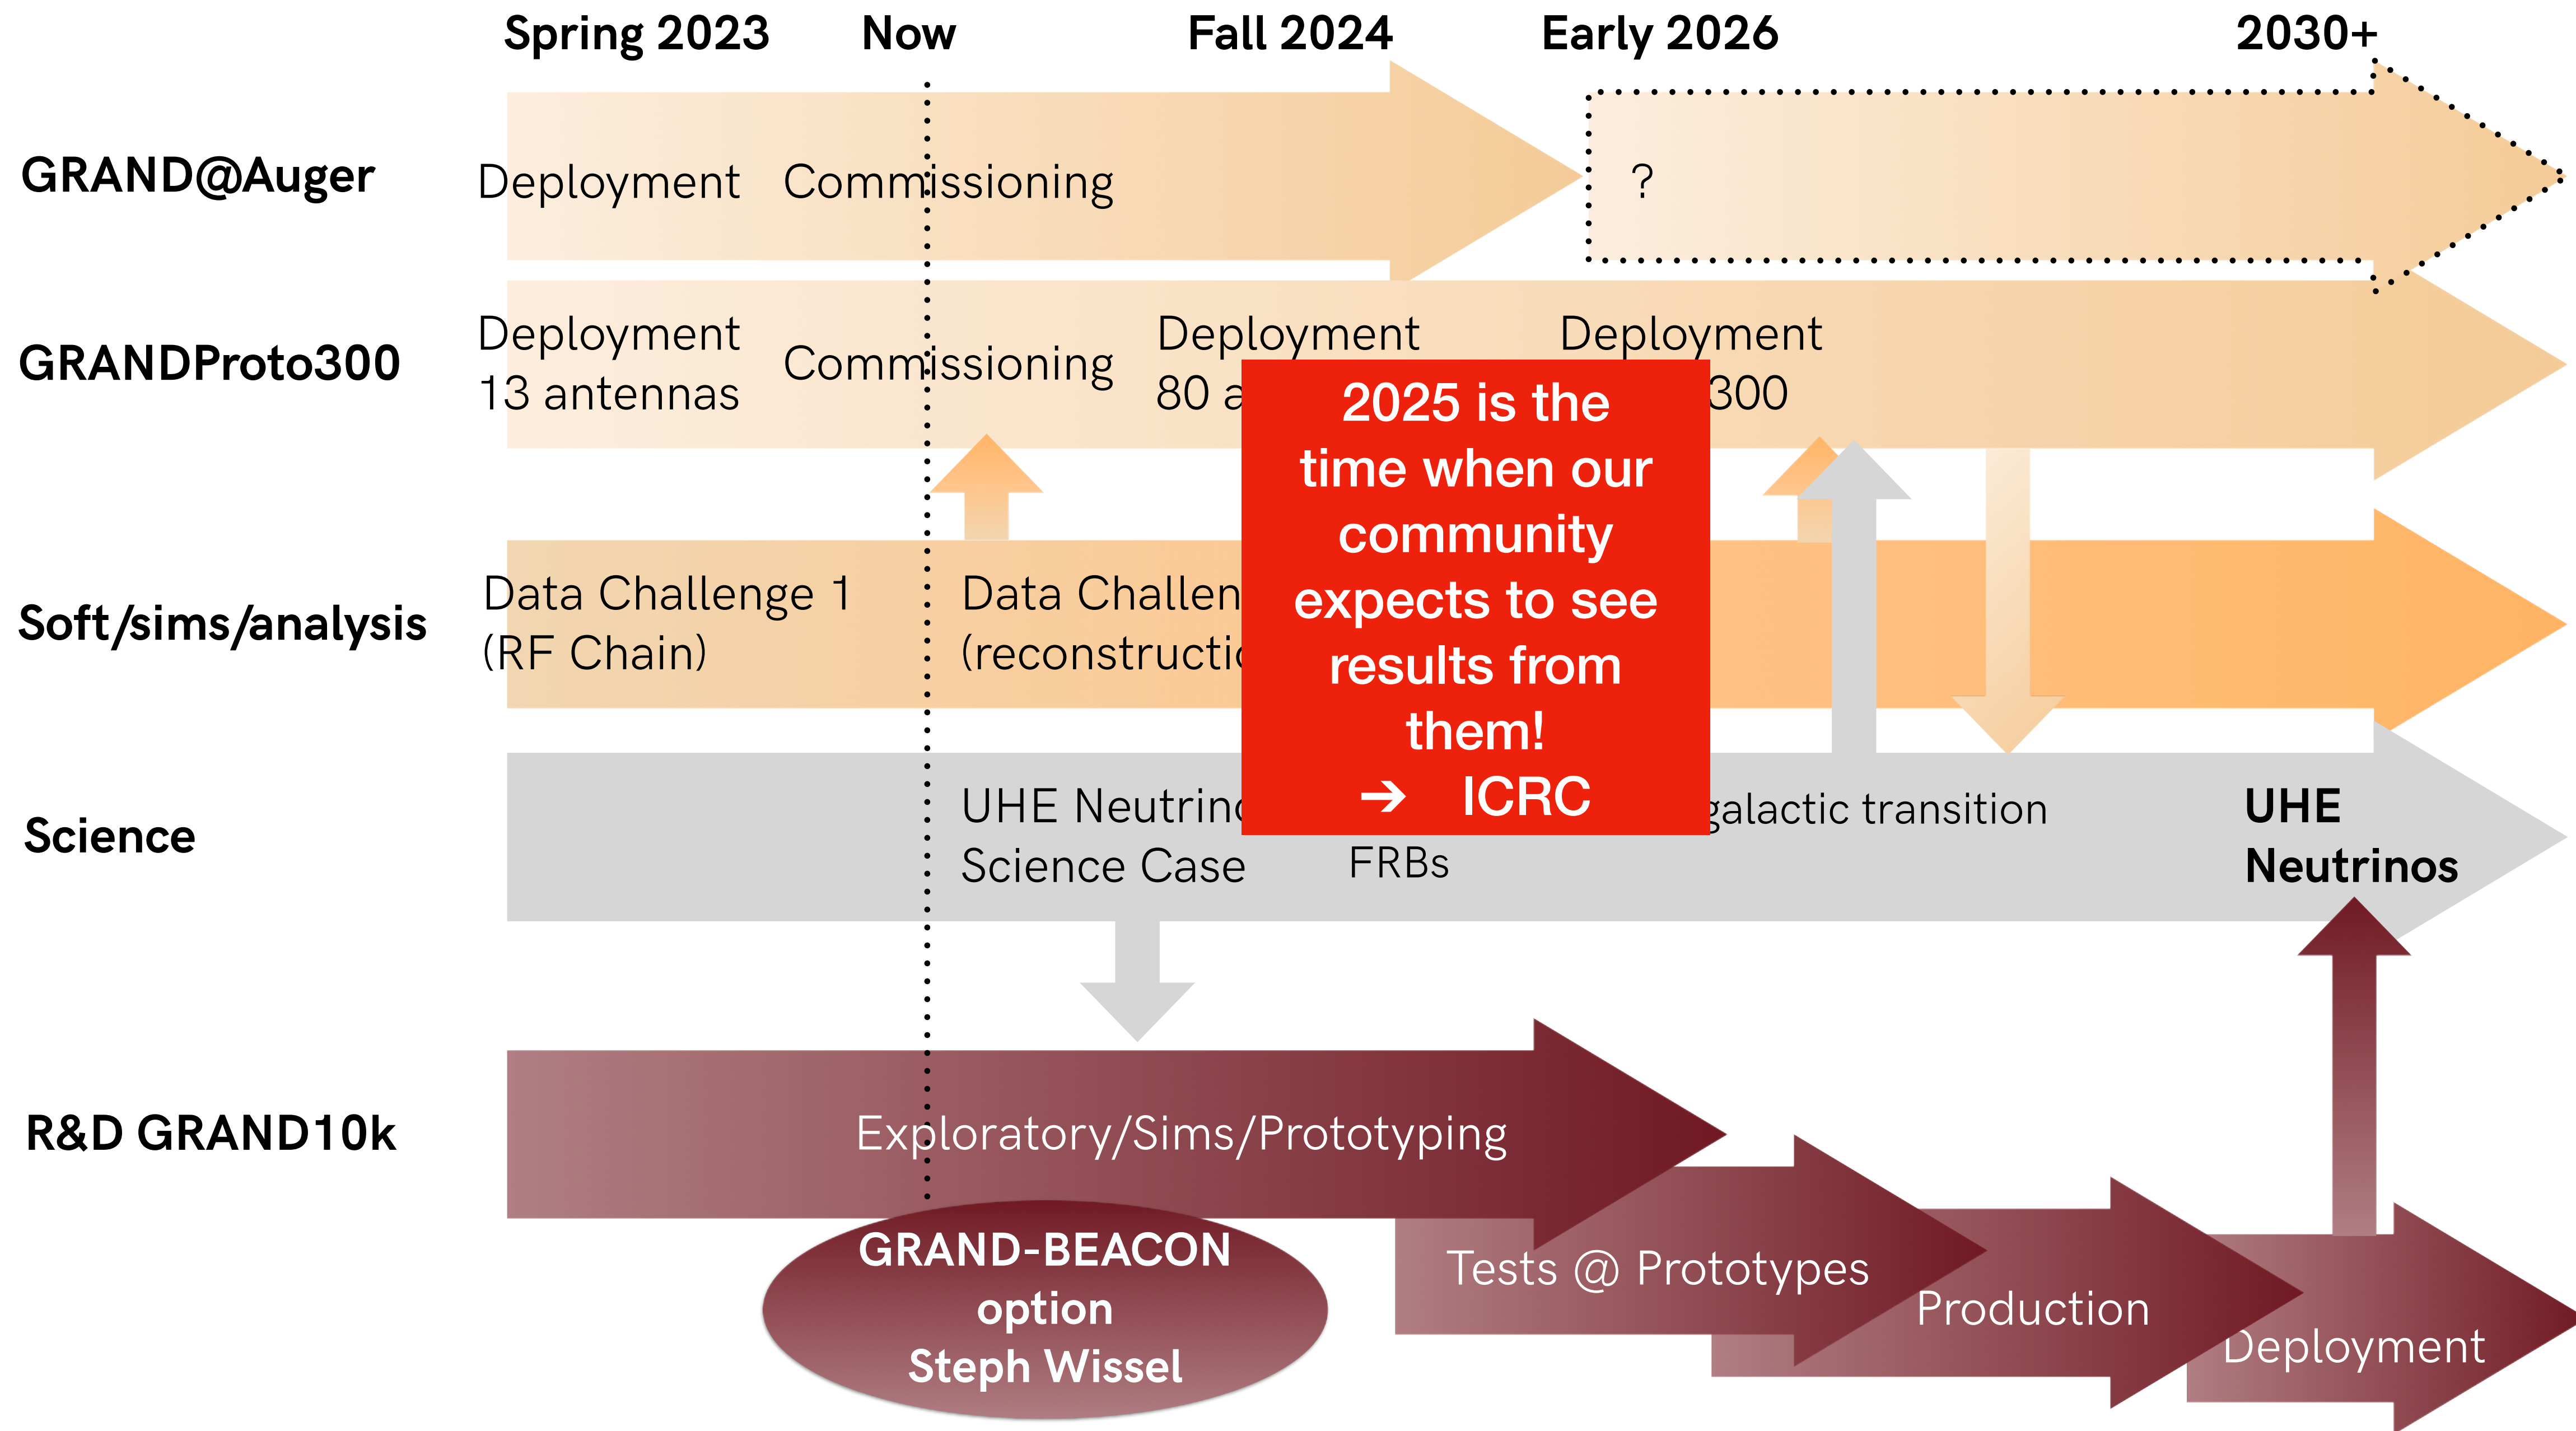 Spring 2023 Now Fall 2024 Early 2026 2030+
GRAND@Auger
Deployment Commissioning ?
GRANDProto300
Deployment
13 antennas
Commissioning
Deployment
80
Deployment
300
2025 is the
time when our
community
expects to see
results from
them!
➔ ICRC
Soft/sims/analysis
Data Challenge 1
(RF Chain)
Data
Science
UHE
Science Case
FRBs
galactic transition
UHE
Neutrinos
R&D GRAND10k
Exploratory/Sims/Prototyping
GRAND-BEACON
option
Steph Wissel
Tests @ Prototypes
Production
Deployment